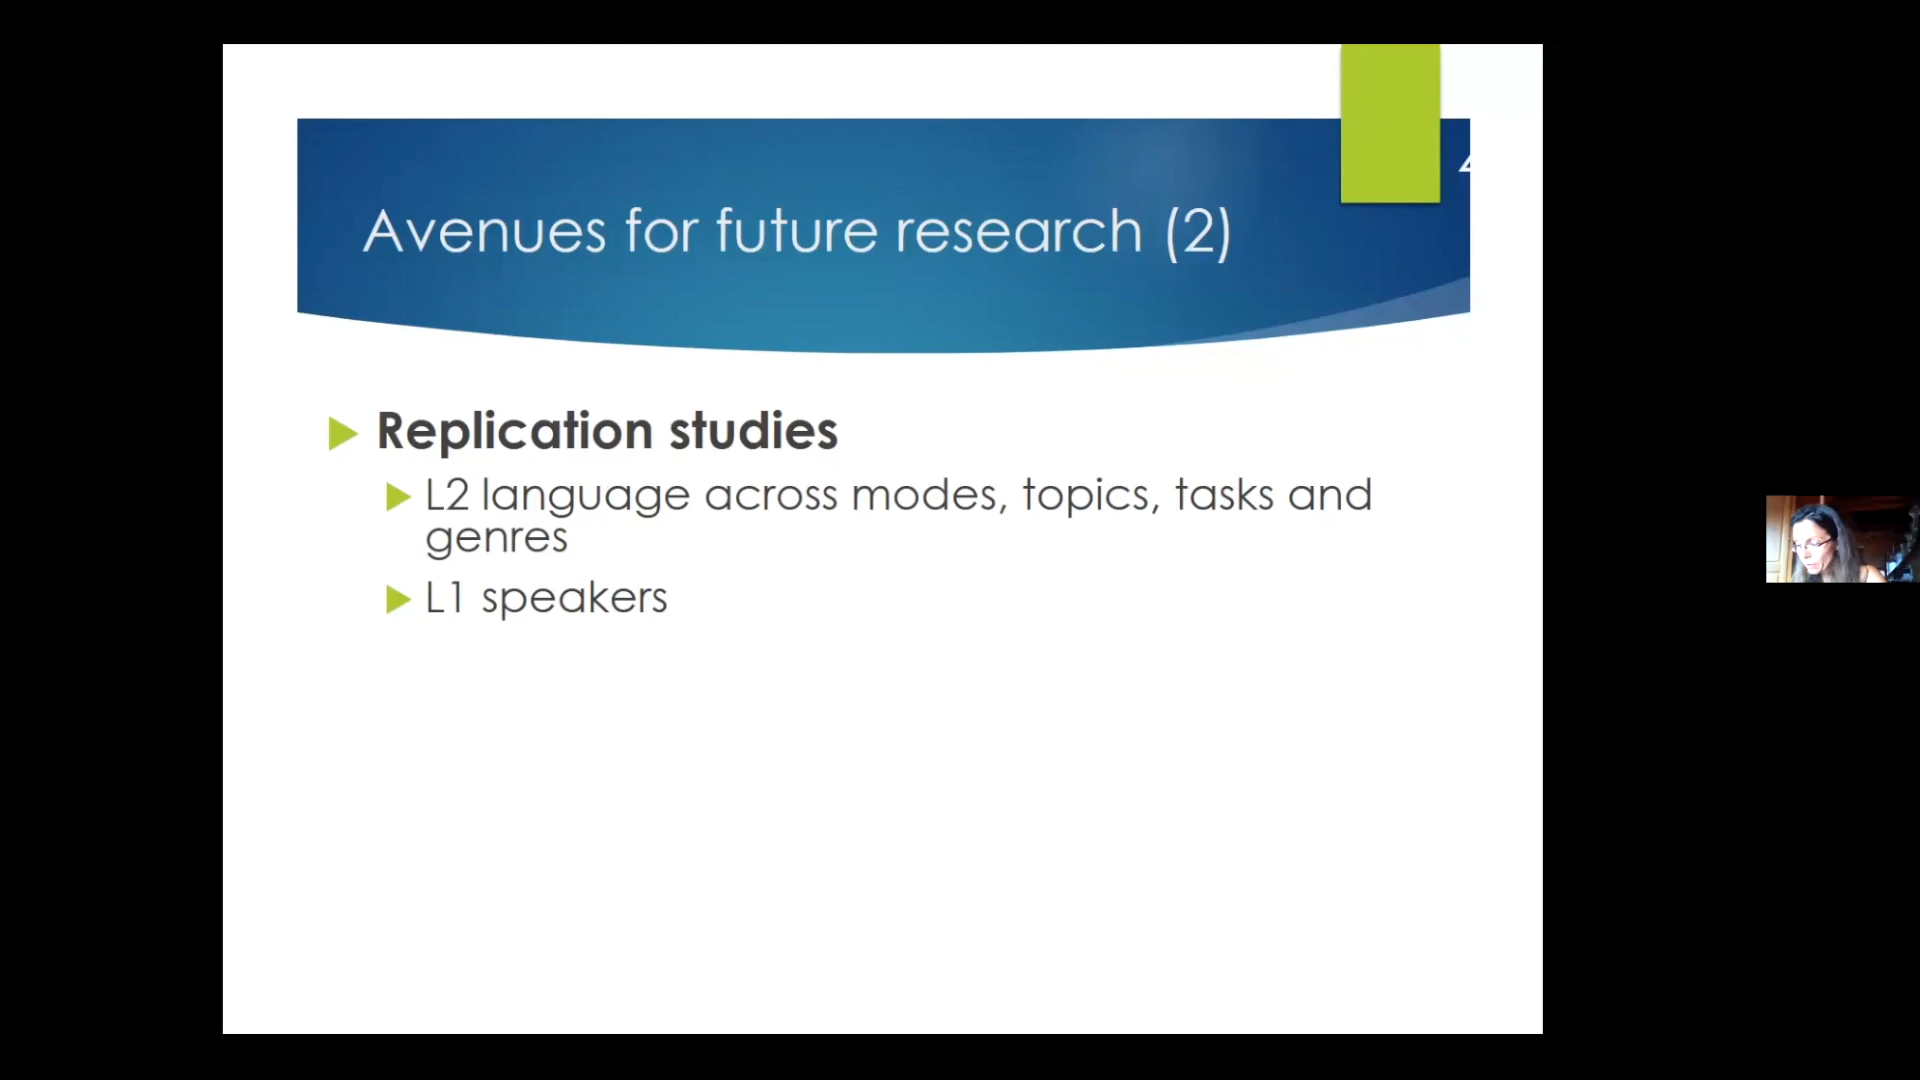 Avenues for future research (2)
Replication studies
L2 language across modes, topics, tasks and
genres
L1 speakers